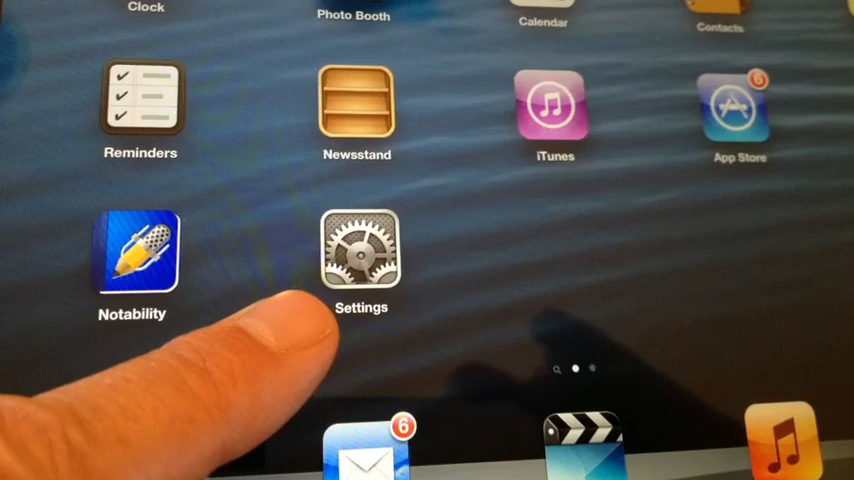 Clock
Photo Booth
Calendar
Contacts
6
Reminders
Newsstand
iTunes
App Store
Notability
Settings
6